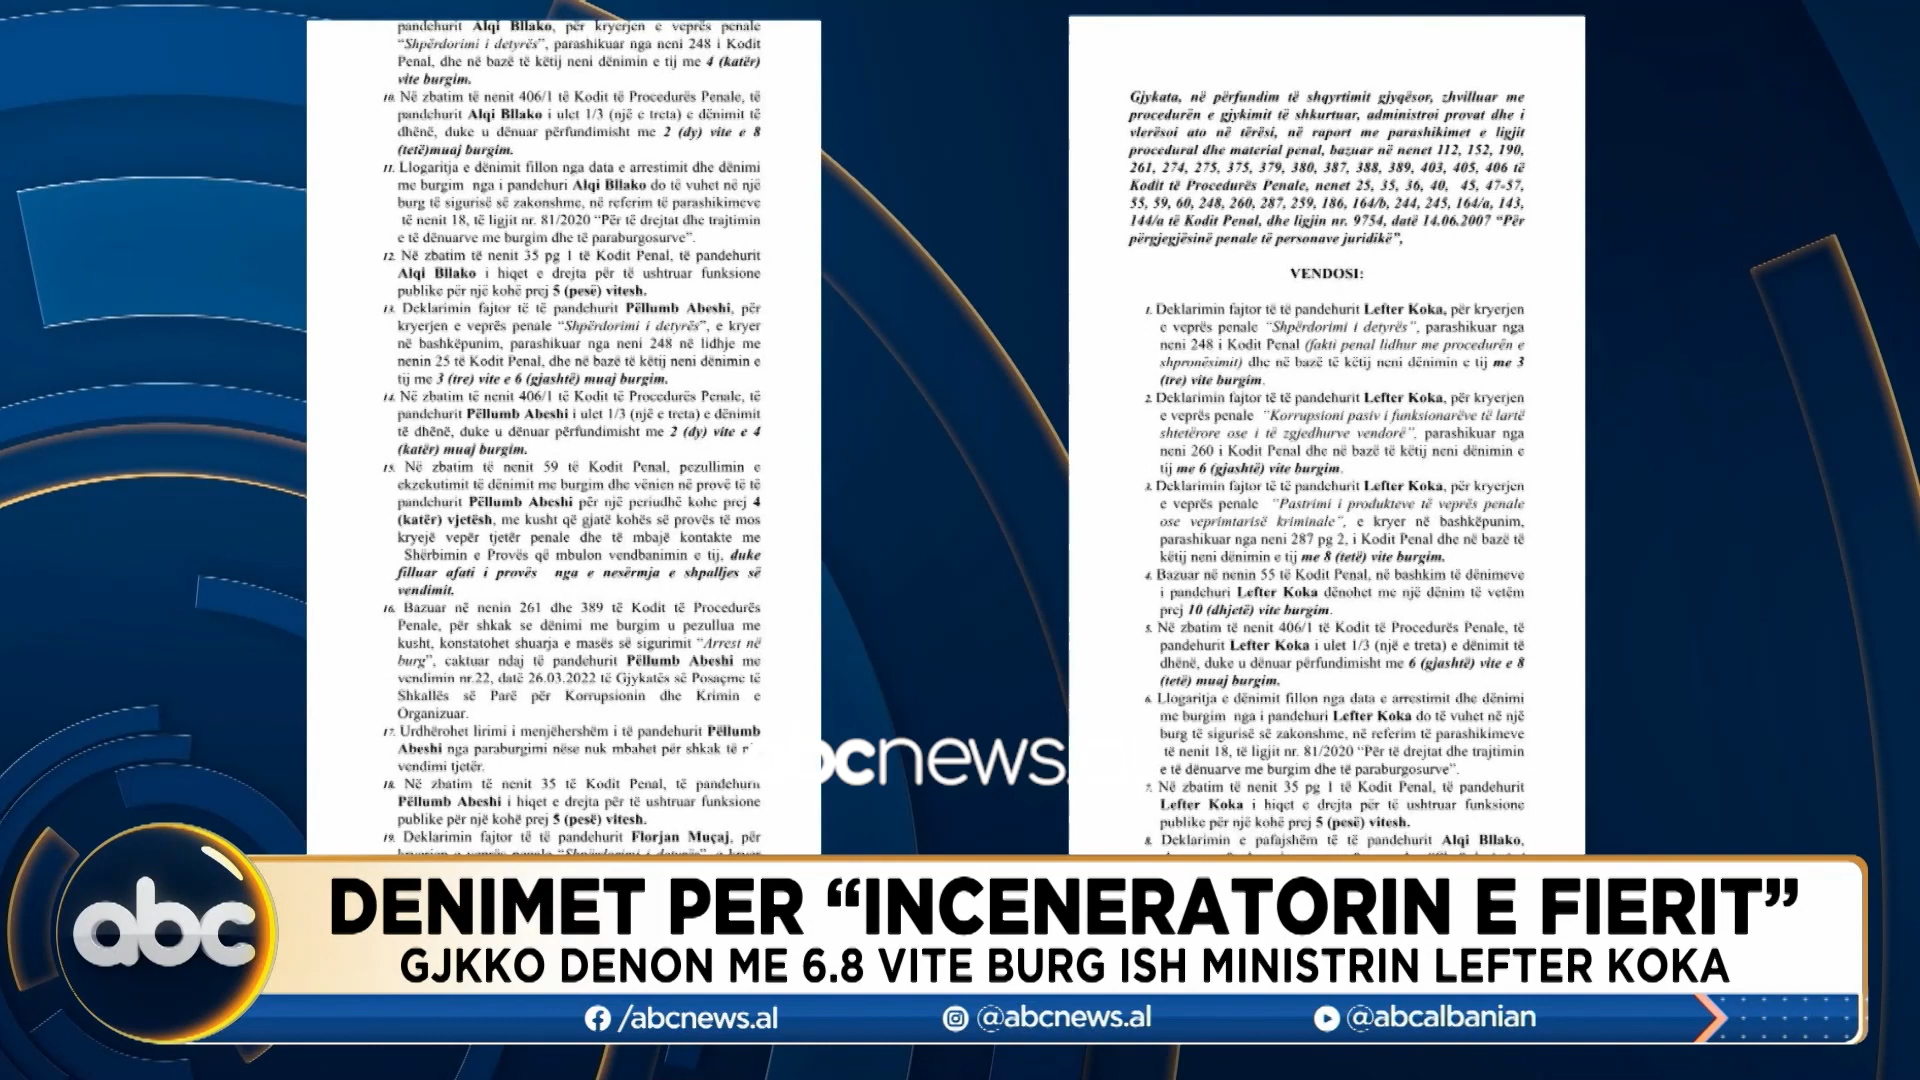 pandehurit Alqi Bllako, për kryerjen e veprës penale
“Shpërdorimi i detyrës”, parashikuar nga neni 248 i Kodit
Penal, dhe në bazë të këtij neni dënimin e tij me 4 (katër)
vite burgim.
10. Në zbatim të nenit 406/1 të Kodit të Procedurës Penale, të
pandehurit Alqi Bllako i ulet 1/3 (një e treta) e dënimit të
dhënë, duke u dënuar përfundimisht me 2 (dy) vite e 8
(tetë)muaj burgim.
11. Llogaritja e dënimit fillon nga data e arrestimit dhe dënimi
me burgim nga i pandehuri Alqi Bllako do të vuhet në një
burg të sigurisë së zakonshme, në referim të parashikimeve
të nenit 18, të ligjit nr. 81/2020 “Për të drejtat dhe trajtimin
e të dënuarve me burgim dhe të paraburgosurve”.
12. Në zbatim të nenit 35 pg 1 të Kodit Penal, të pandehurit
Alqi Bllako i hiqet e drejta për të ushtruar funksione
publike për një kohë prej 5 (pesë) vitesh.
13. Deklarimin fajtor të të pandehurit Pëllumb Abeshi, për
kryerjen e veprës penale “Shpërdorimi i detyrës”, e kryer
në bashkëpunim, parashikuar nga neni 248 në lidhje me
nenin 25 të Kodit Penal, dhe në bazë të këtij neni dënimin e
tij me 3 (tre) vite e 6 (gjashtë) muaj burgim.
14. Në zbatim të nenit 406/1 të Kodit të Procedurës Penale, të
pandehurit Pëllumb Abeshi i ulet 1/3 (një e treta) e dënimit
të dhënë, duke u dënuar përfundimisht me 2 (dy) vite e 4
(katër) muaj burgim.
15. Në zbatim të nenit 59 të Kodit Penal, pezullimin e
ekzekutimit të dënimit me burgim dhe vënien në provë të të
pandehurit Pëllumb Abeshi për një periudhë kohe prej 4
(katër) vjetësh, me kusht që gjatë kohës së provës të mos
kryejë vepër tjetër penale dhe të mbajë kontakte me
Shërbimin e Provës që mbulon vendbanimin e tij, duke
filluar afati i provës nga e nesërmja e shpalljes së
vendimit.
16. Bazuar në nenin 261 dhe 389 të Kodit të Procedurës
Penale, për shkak se dënimi me burgim u pezullua me
kusht, konstatohet shuarja e masës së sigurimit “Arrest në
burg”, caktuar ndaj të pandehurit Pëllumb Abeshi me
vendimin nr.22, datë 26.03.2022 të Gjykatës së Posaçme të
Shkallës së Parë për Korrupsionin dhe Krimin e
Organizuar.
17. Urdhërohet lirimi i menjëhershëm i të pandehurit Pëllumb
Abeshi nga paraburgimi nëse nuk mbahet për shkak të
vendimi tjetër.
18. Në zbatim të nenit 35 të Kodit Penal, të pandehurit
Pëllumb Abeshi i hiqet e drejta për të ushtruar funksione
publike për një kohë prej 5 (pesë) vitesh.
19. Deklarimin fajtor të të pandehurit Florjan Muçaj, për
kryerjen e veprës penale “Shpërdorimi i detyrës”, e kryer
Gjykata, në përfundim të shqyrtimit gjyqësor, zhvilluar me
procedurën e gjykimit të shkurtuar, administroi provat dhe i
vlerësoi ato në tërësi, në raport me parashikimet e ligjit
procedural dhe material penal, bazuar në nenet 112, 152, 190,
261, 274, 275, 375, 379, 380, 387, 388, 389, 403, 405, 406 të
Kodit të Procedurës Penale, nenet 25, 35, 36, 40, 45, 47-57,
55, 59, 60, 248, 260, 287, 259, 186, 164/b, 244, 245, 164/a, 143,
144/a të Kodit Penal, dhe ligjin nr. 9754, datë 14.06.2007 “Për
përgjegjësinë penale të personave juridikë”,
VENDOSI:
1. Deklarimin fajtor të të pandehurit Lefter Koka, për kryerjen
e veprës penale “Shpërdorimi i detyrës”, parashikuar nga
neni 248 i Kodit Penal (fakti penal lidhur me procedurën e
shpronësimit) dhe në bazë të këtij neni dënimin e tij me 3
(tre) vite burgim.
2. Deklarimin fajtor të të pandehurit Lefter Koka, për kryerjen
e veprës penale “Korrupsioni pasiv i funksionarëve të lartë
shtetërore ose i të zgjedhurve vendorë”, parashikuar nga
neni 260 i Kodit Penal dhe në bazë të këtij neni dënimin e
tij me 6 (gjashtë) vite burgim.
3. Deklarimin fajtor të të pandehurit Lefter Koka, për kryerjen
e veprës penale “Pastrimi i produkteve të veprës penale
ose veprimtarisë kriminale”, e kryer në bashkëpunim,
parashikuar nga neni 287 pg 2, i Kodit Penal dhe në bazë të
këtij neni dënimin e tij me 8 (tetë) vite burgim.
4. Bazuar në nenin 55 të Kodit Penal, në bashkim të dënimeve
i pandehuri Lefter Koka dënohet me një dënim të vetëm
prej 10 (dhjetë) vite burgim.
5. Në zbatim të nenit 406/1 të Kodit të Procedurës Penale, të
pandehurit Lefter Koka i ulet 1/3 (një e treta) e dënimit të
dhënë, duke u dënuar përfundimisht me 6 (gjashtë) vite e 8
(tetë) muaj burgim.
6. Llogaritja e dënimit fillon nga data e arrestimit dhe dënimi
me burgim nga i pandehuri Lefter Koka do të vuhet në një
burg të sigurisë së zakonshme, në referim të parashikimeve
të nenit 18, të ligjit nr. 81/2020 “Për të drejtat dhe trajtimin
e të dënuarve me burgim dhe të paraburgosurve”.
7. Në zbatim të nenit 35 pg 1 të Kodit Penal, të pandehurit
Lefter Koka i hiqet e drejta për të ushtruar funksione
publike për një kohë prej 5 (pesë) vitesh.
8. Deklarimin e pafajshëm të të pandehurit Alqi Bllako,
bcnews.
abc
DENIMET PER “INCENERATORIN E FIERIT”
GJKKO DENON ME 6.8 VITE BURG ISH MINISTRIN LEFTER KOKA
/abcnews.al
@abcnews.al
@abcalbanian